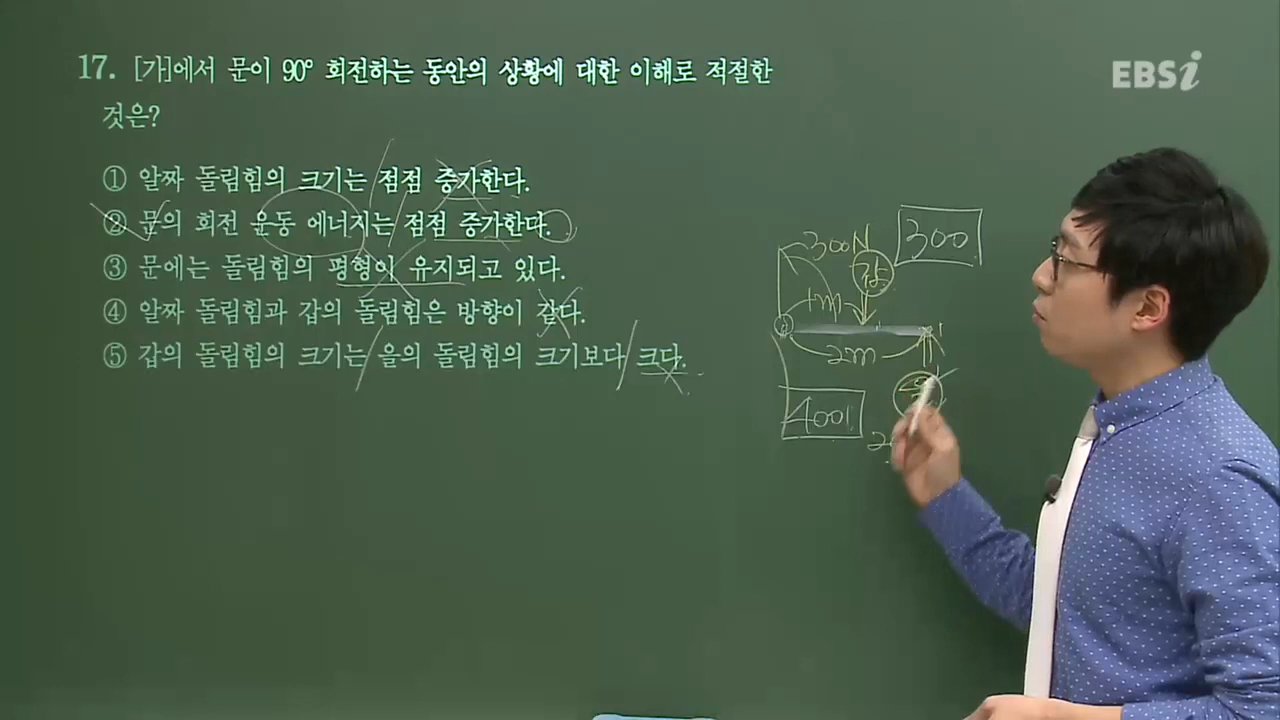 EBSi
17. [가]에서 문이 90° 회전하는 동안의 상황에 대한 이해로 적절한
것은?
① 알짜 돌림힘의 크기는 점점 증가한다.
② 문의 회전 운동 에너지는 점점 증가한다.
③ 문에는 돌림힘의 평형이 유지되고 있다.
④ 알짜 돌림힘과 갑의 돌림힘은 방향이 같다.
⑤ 갑의 돌림힘의 크기는 을의 돌림힘의 크기보다 크다.
300N
300
갑
1m
2m
을
400